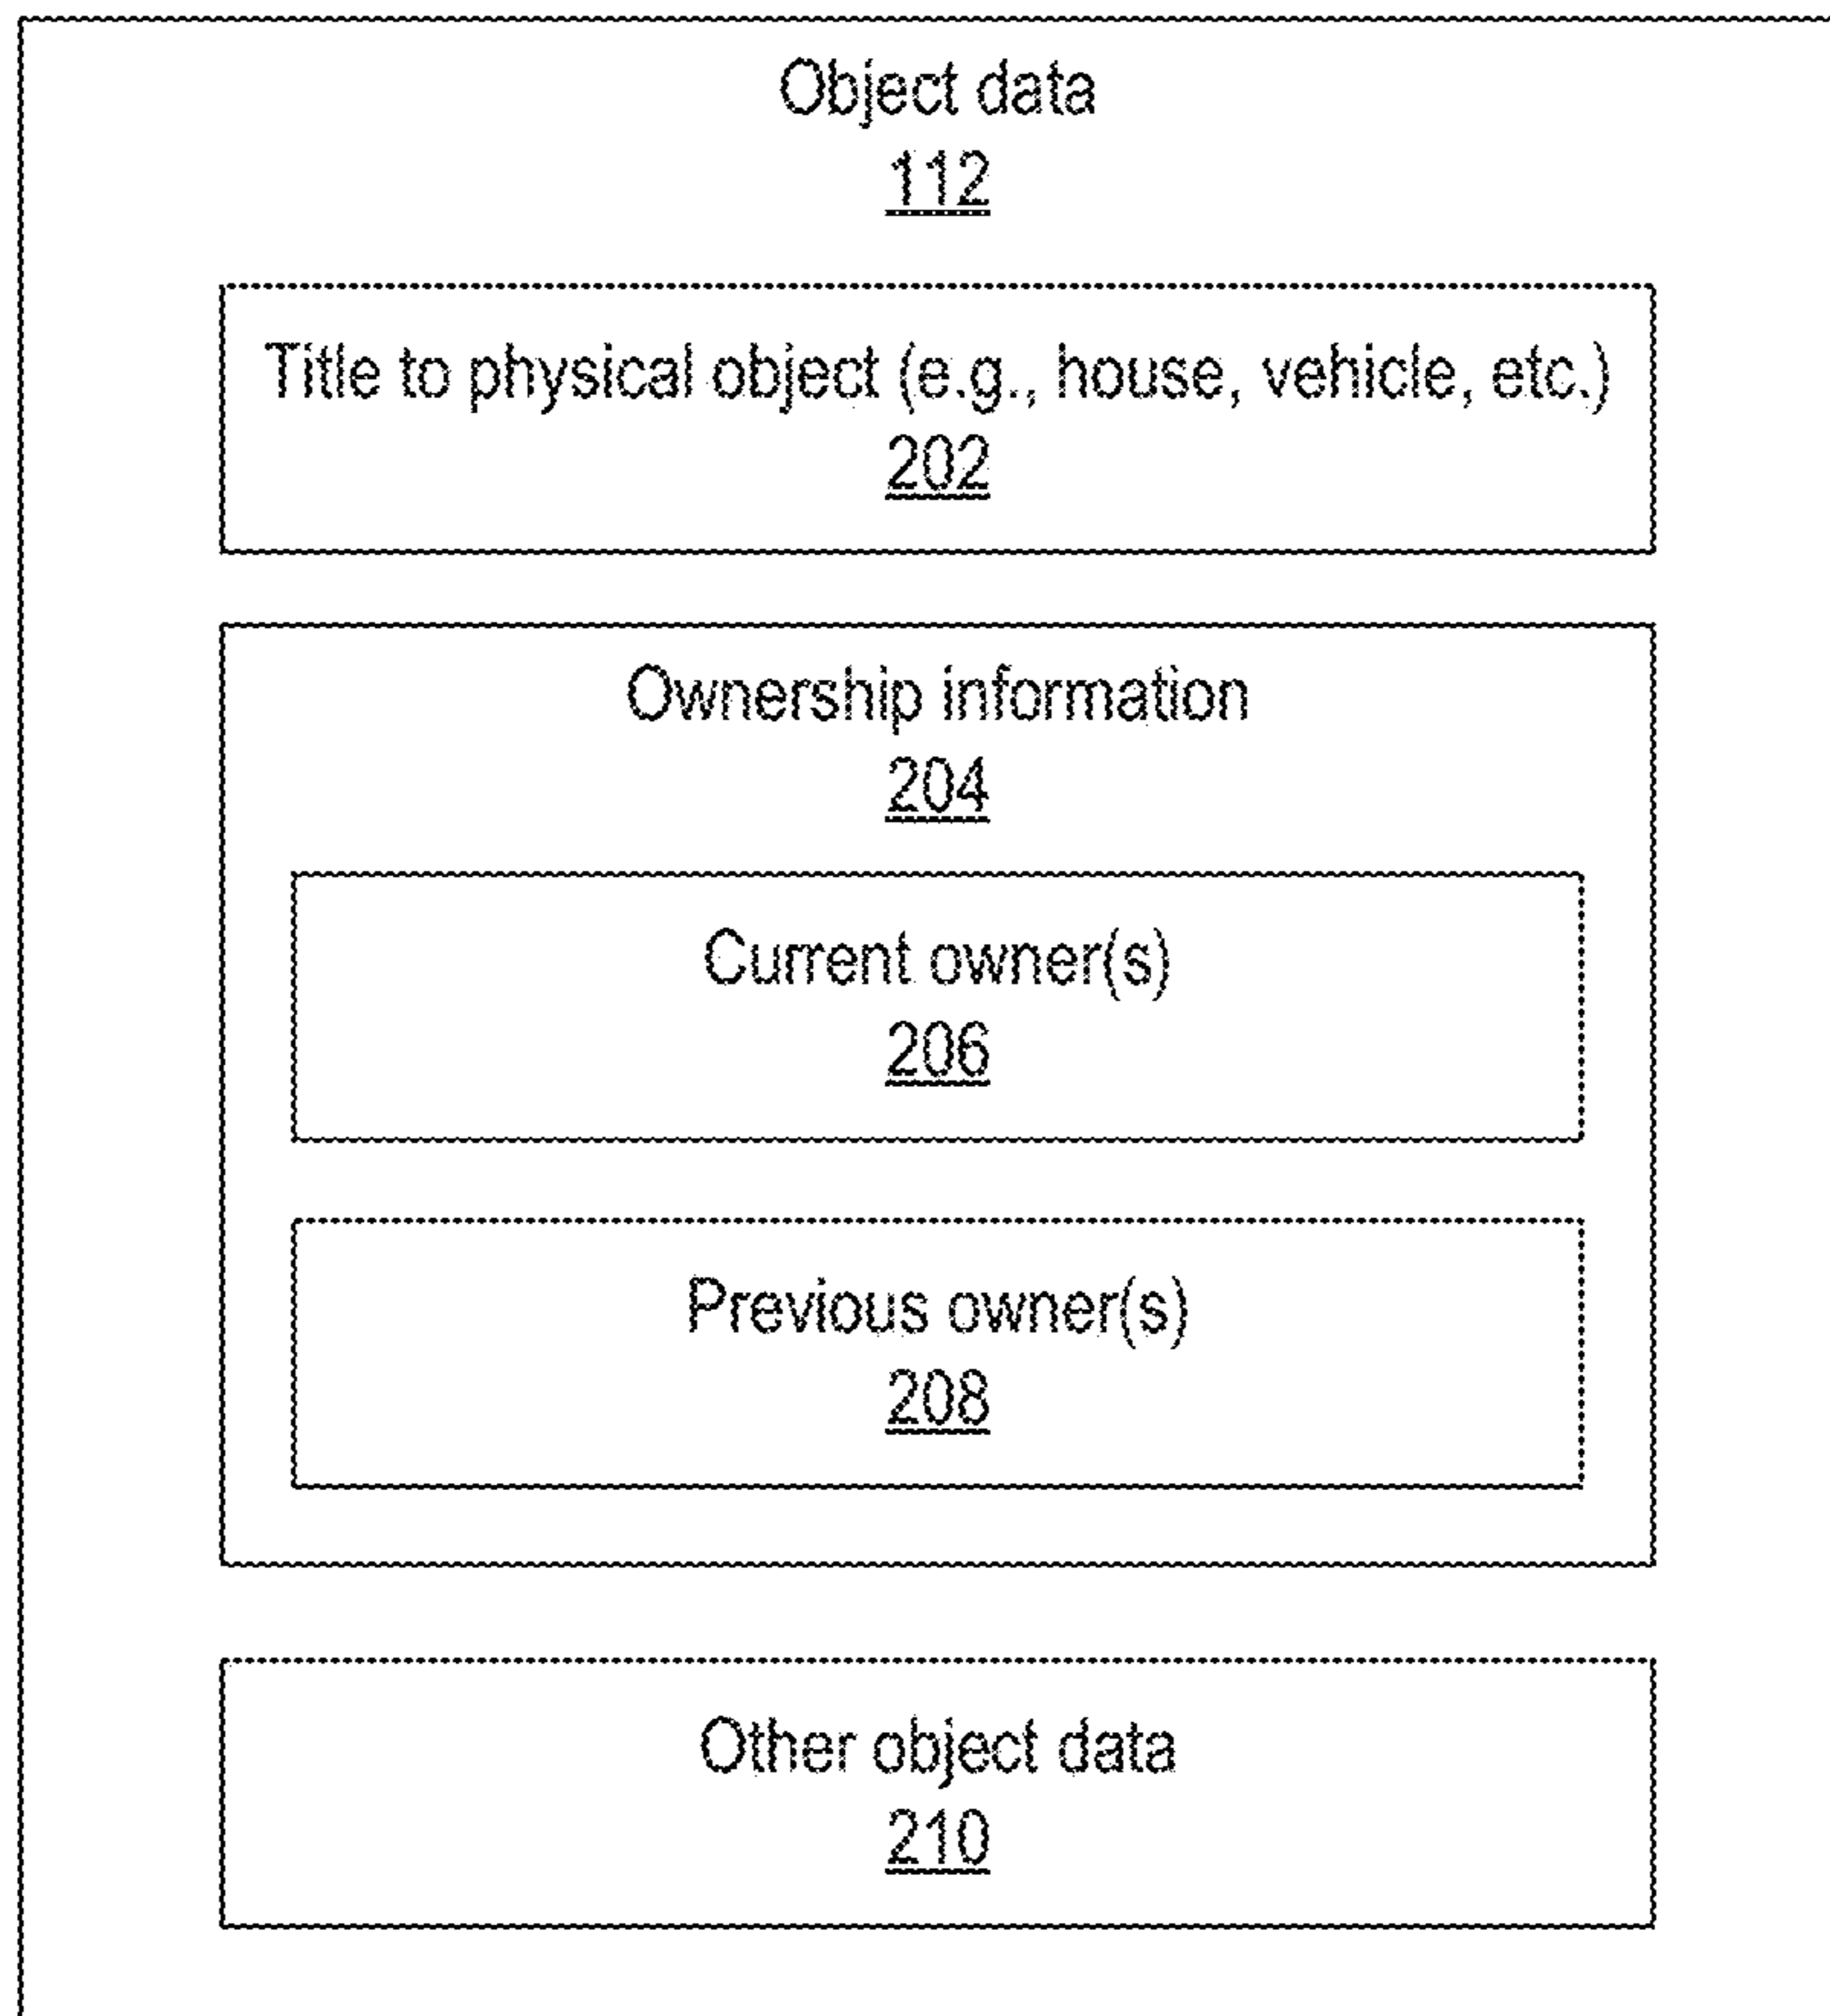 Object data
112
Title to physical object (e.g., house, vehicle, etc.)
202
Ownership information
204
Current owner(s)
206
Previous owner(s)
208
Other object data
210